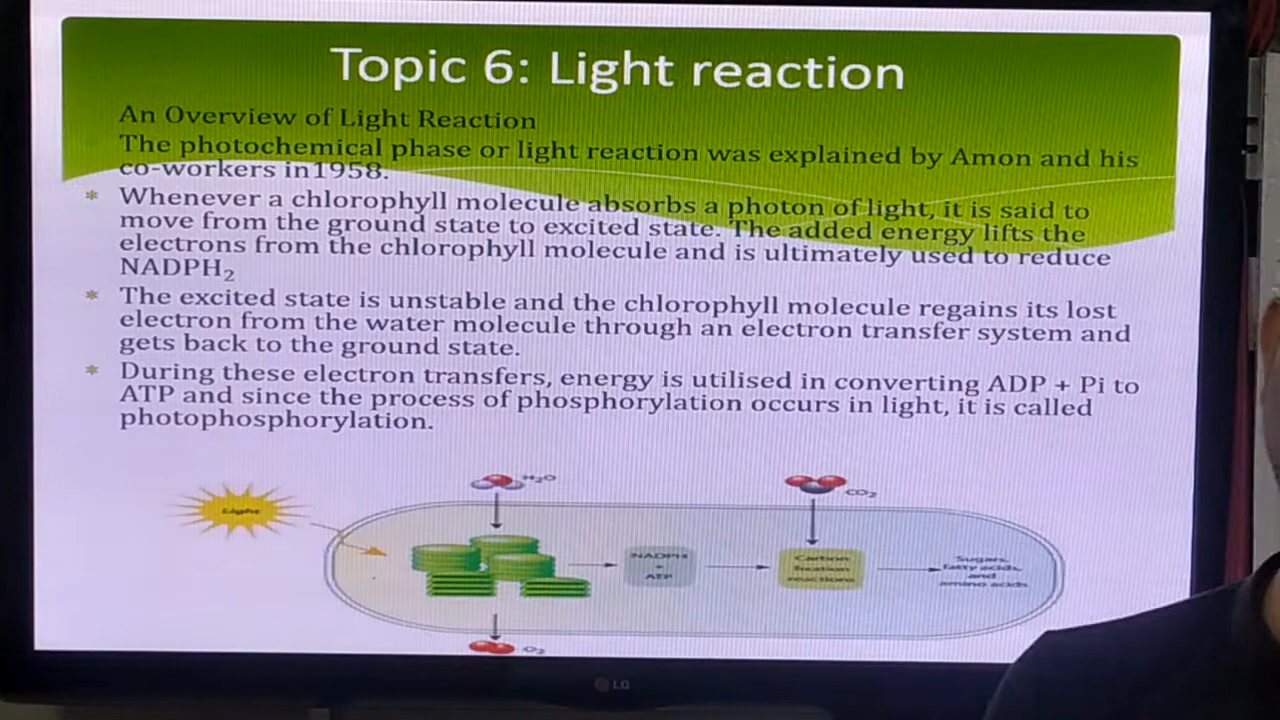 Topic 6: Light reaction
An Overview of Light Reaction
The photochemical phase or light reaction was explained by Amon and his
co-workers in1958.
* Whenever a chlorophyll molecule absorbs a photon of light, it is said to
move from the ground state to excited state. The added energy lifts the
electrons from the chlorophyll molecule and is ultimately used to reduce
NADPH₂
* The excited state is unstable and the chlorophyll molecule regains its lost
electron from the water molecule through an electron transfer system and
gets back to the ground state.
* During these electron transfers, energy is utilised in converting ADP + Pi to
ATP and since the process of phosphorylation occurs in light, it is called
photophosphorylation.
H₂O
CO₂
Light
NADPH
+
ATP
Carbon
fixation
reactions
Sugars,
fatty acids,
and
amino acids
O₂
LG